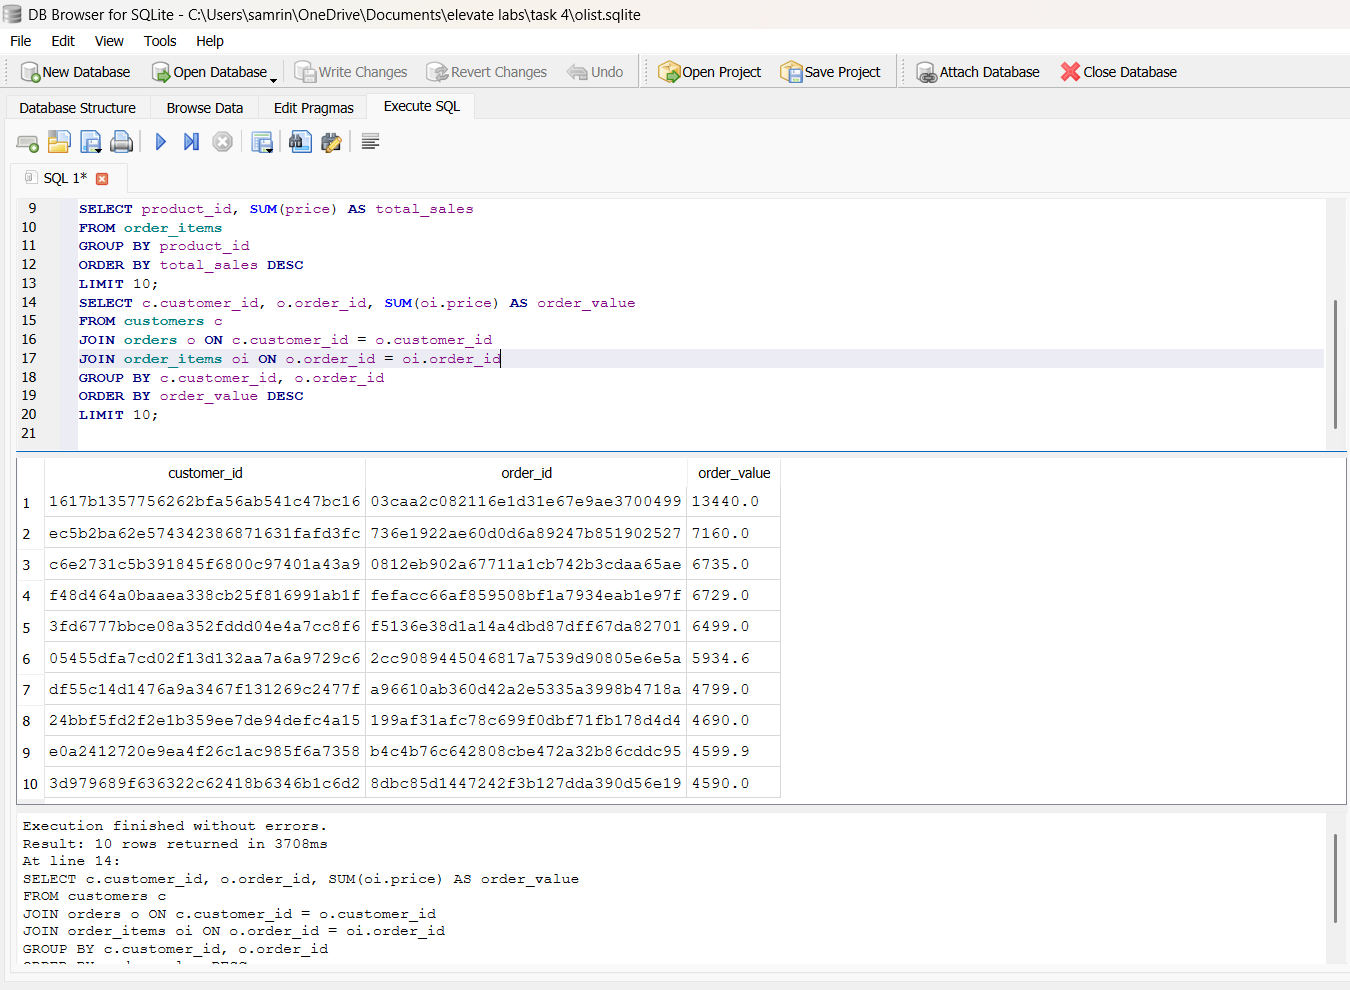 DB Browser for SQLite - C:\Users\samrin\OneDrive\Documents\elevate labs\task 4\olist.sqlite
File Edit View Tools Help
New Database Open Database Write Changes Revert Changes Undo Open Project Save Project Attach Database Close Database
Database Structure Browse Data Edit Pragmas Execute SQL
SQL 1*
9 SELECT product_id, SUM(price) AS total_sales
10 FROM order_items
11 GROUP BY product_id
12 ORDER BY total_sales DESC
13 LIMIT 10;
14 SELECT c.customer_id, o.order_id, SUM(oi.price) AS order_value
15 FROM customers c
16 JOIN orders o ON c.customer_id = o.customer_id
17 JOIN order_items oi ON o.order_id = oi.order_id
18 GROUP BY c.customer_id, o.order_id
19 ORDER BY order_value DESC
20 LIMIT 10;
21
customer_id order_id order_value
1 1617b1357756262bfa56ab541c47bc16 03caa2c082116e1d31e67e9ae3700499 13440.0
2 ec5b2ba62e574342386871631fafd3fc 736e1922ae60d0d6a89247b851902527 7160.0
3 c6e2731c5b391845f6800c97401a43a9 0812eb902a67711a1cb742b3cdaa65ae 6735.0
4 f48d464a0baaea338cb25f816991ab1f fefacc66af859508bf1a7934eab1e97f 6729.0
5 3fd6777bbce08a352fddd04e4a7cc8f6 f5136e38d1a14a4dbd87dff67da82701 6499.0
6 05455dfa7cd02f13d132aa7a6a9729c6 2cc9089445046817a7539d90805e6e5a 5934.6
7 df55c14d1476a9a3467f131269c2477f a96610ab360d42a2e5335a3998b4718a 4799.0
8 24bbf5fd2f2e1b359ee7de94defc4a15 199af31afc78c699f0dbf71fb178d4d4 4690.0
9 e0a2412720e9ea4f26c1ac985f6a7358 b4c4b76c642808cbe472a32b86cddc95 4599.9
10 3d979689f636322c62418b6346b1c6d2 8dbc85d1447242f3b127dda390d56e19 4590.0
Execution finished without errors.
Result: 10 rows returned in 3708ms
At line 14:
SELECT c.customer_id, o.order_id, SUM(oi.price) AS order_value
FROM customers c
JOIN orders o ON c.customer_id = o.customer_id
JOIN order_items oi ON o.order_id = oi.order_id
GROUP BY c.customer_id, o.order_id